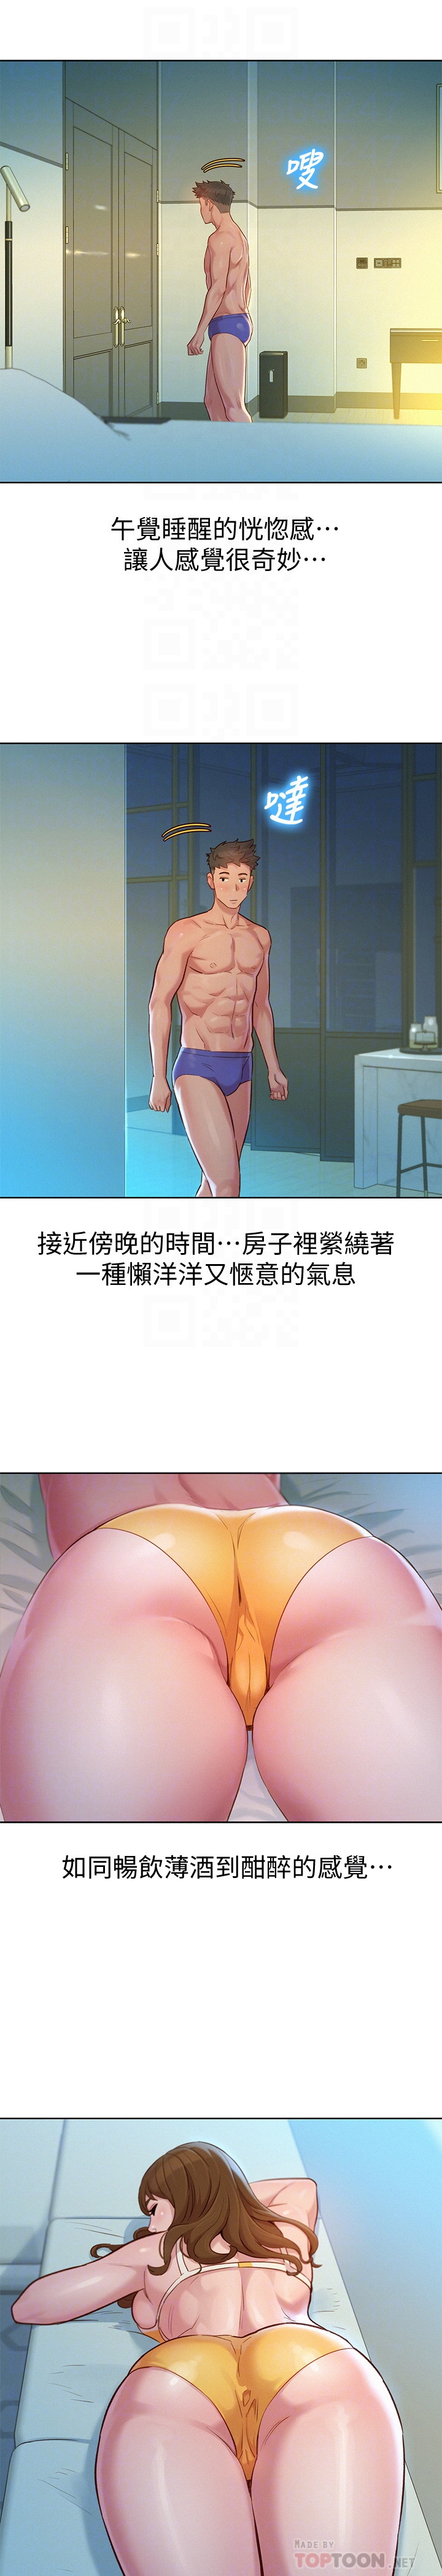 嗖
午覺睡醒的恍惚感⋯
讓人感覺很奇妙⋯
噠
接近傍晚的時間⋯房子裡縈繞著
一種懶洋洋又愜意的氣息
如同暢飲薄酒到酣醉的感覺⋯
MADE BY
TOPTOON.NET